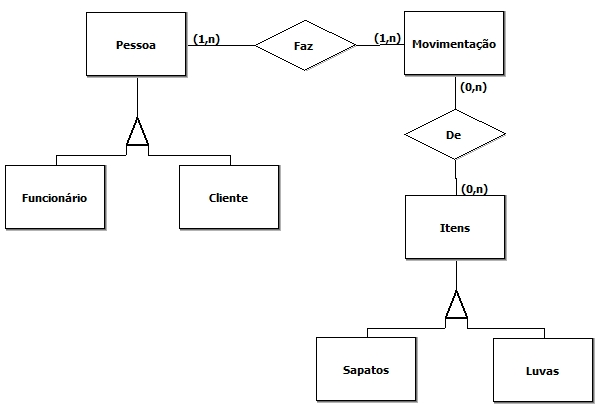 Pessoa
(1,n)
Faz
(1,n)
Movimentação
(0,n)
De
(0,n)
Funcionário
Cliente
Itens
Sapatos
Luvas